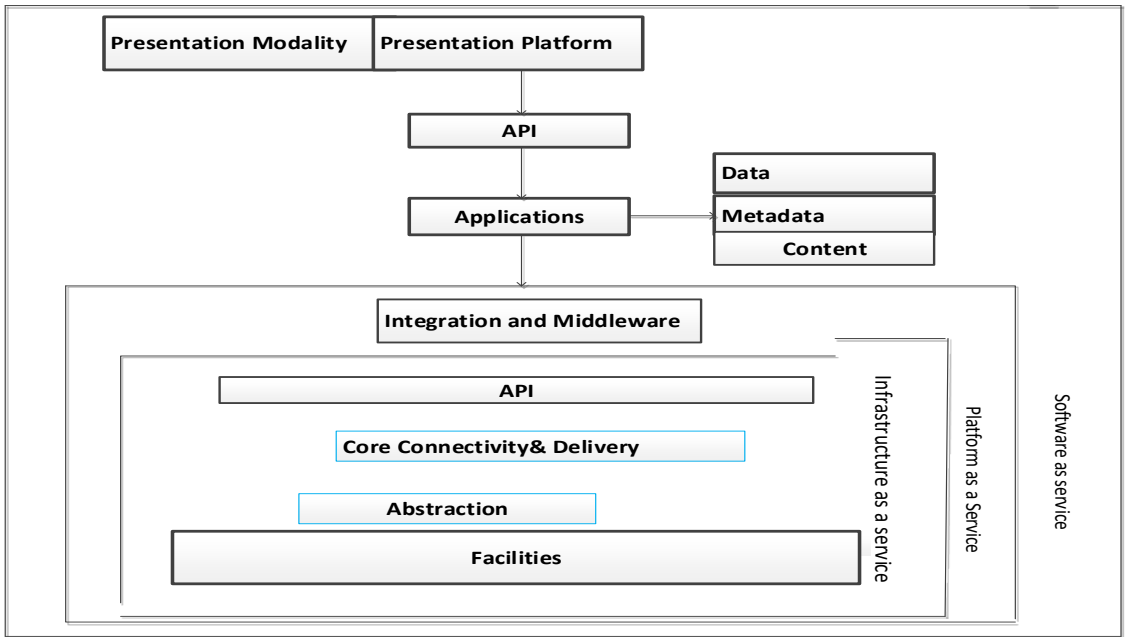 Presentation Modality
Presentation Platform
API
Applications
Data
Metadata
Content
Integration and Middleware
API
Core Connectivity& Delivery
Abstraction
Facilities
Infrastructure as a service
Platform as a Service
Software as service